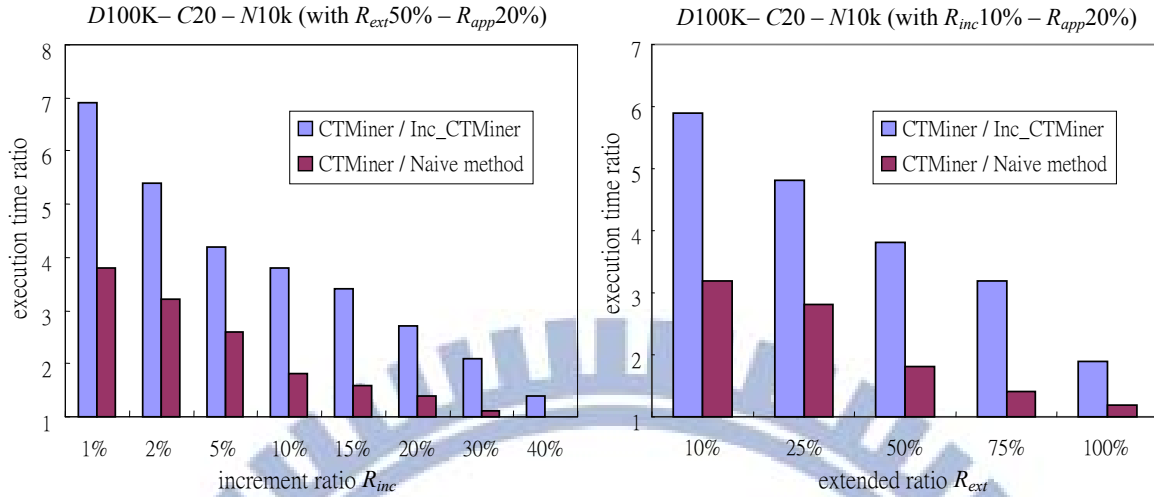 D100K– C20 – N10k (with Rext50% – Rapp20%)
8
7
6
5
4
3
2
1
execution time ratio
CTMiner / Inc_CTMiner
CTMiner / Naive method
1% 2% 5% 10% 15% 20% 30% 40%
increment ratio Rinc
D100K– C20 – N10k (with Rinc10% – Rapp20%)
7
6
5
4
3
2
1
execution time ratio
CTMiner / Inc_CTMiner
CTMiner / Naive method
10% 25% 50% 75% 100%
extended ratio Rext